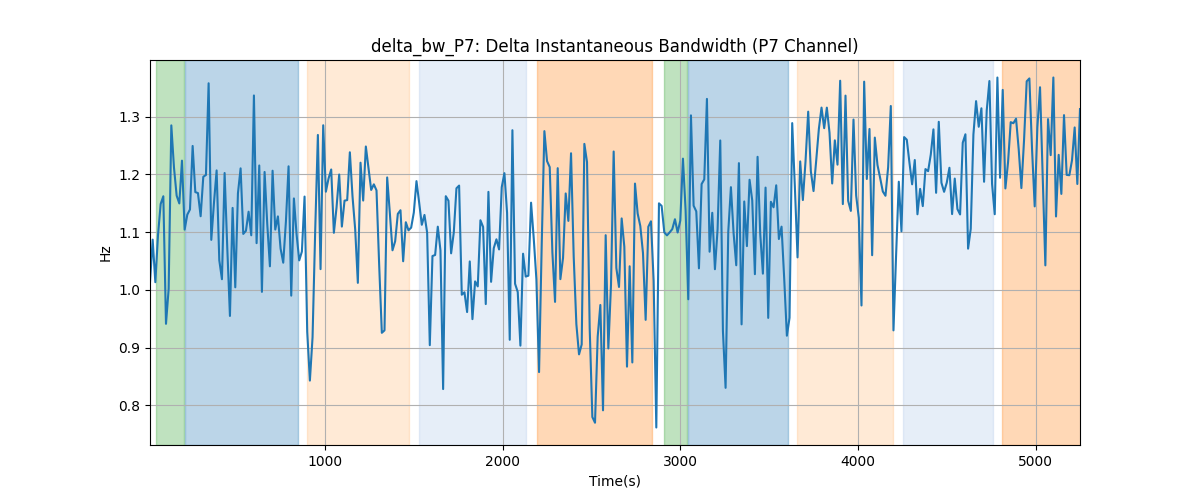 delta_bw_P7: Delta Instantaneous Bandwidth (P7 Channel)
Hz
1.3
1.2
1.1
1.0
0.9
0.8
1000 2000 3000 4000 5000
Time(s)